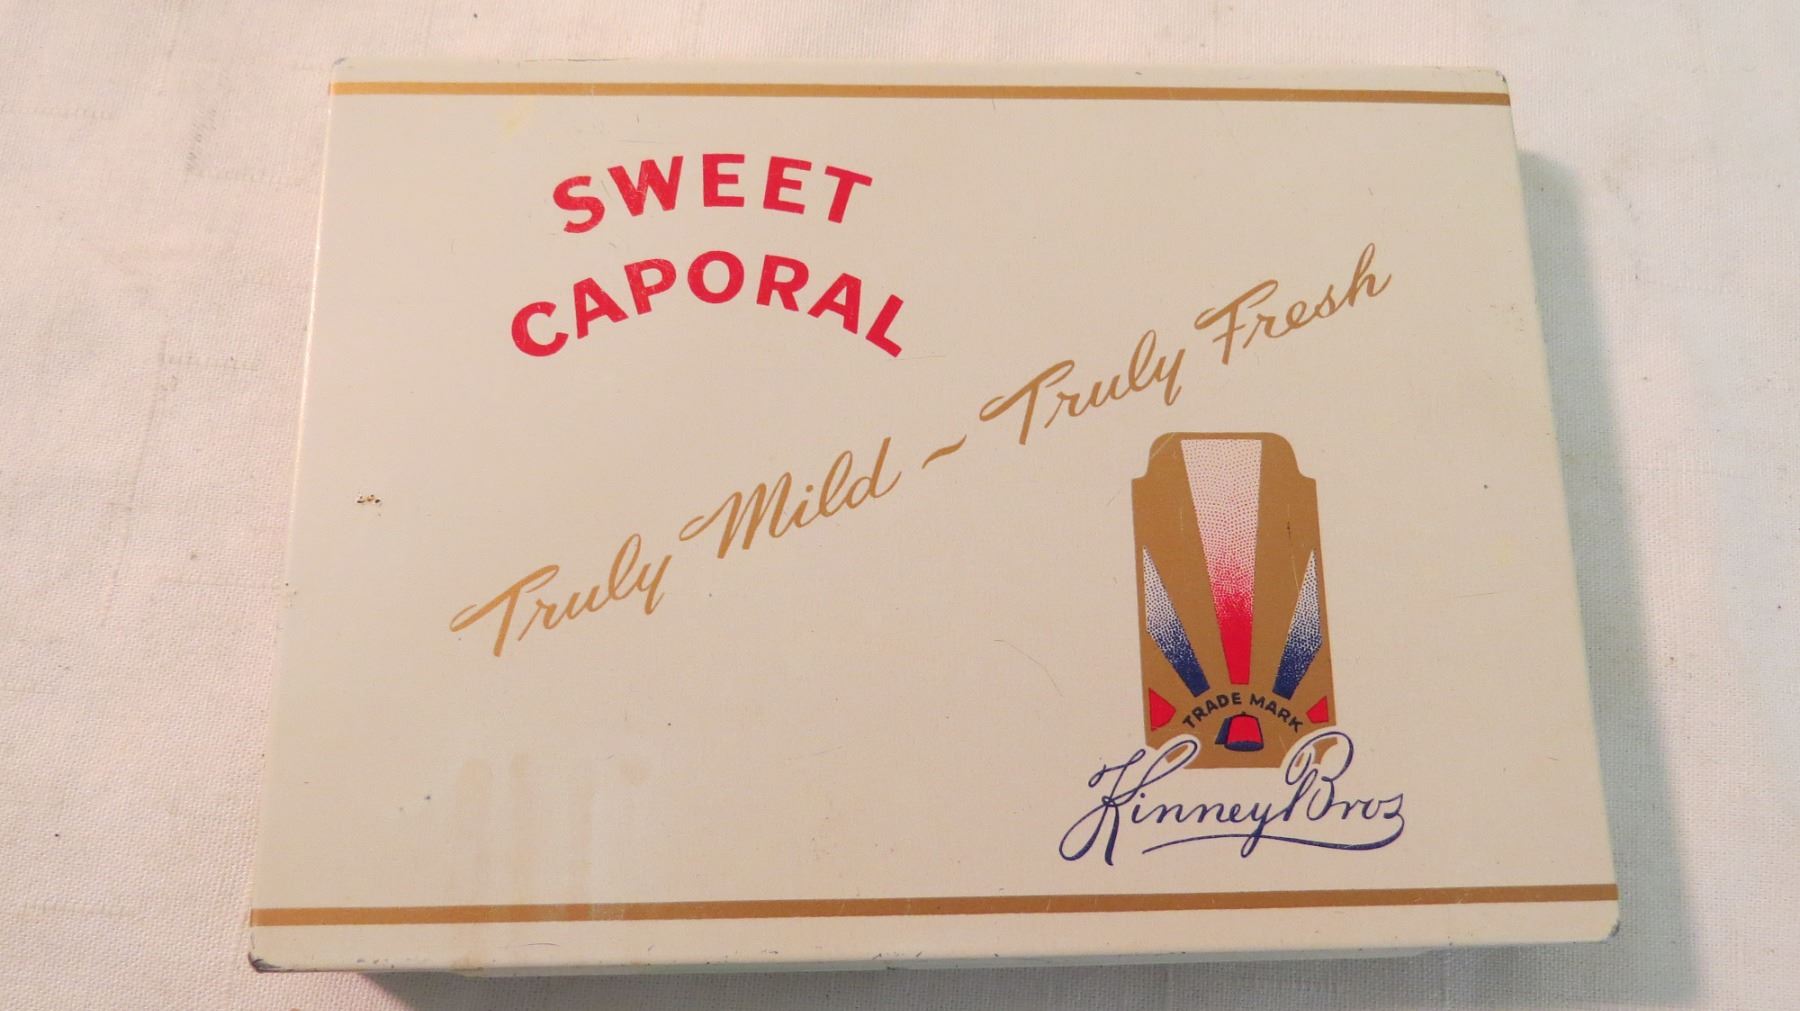 SWEET
CAPORAL
Truly Mild ~ Truly Fresh
TRADE MARK
Kinney Bros